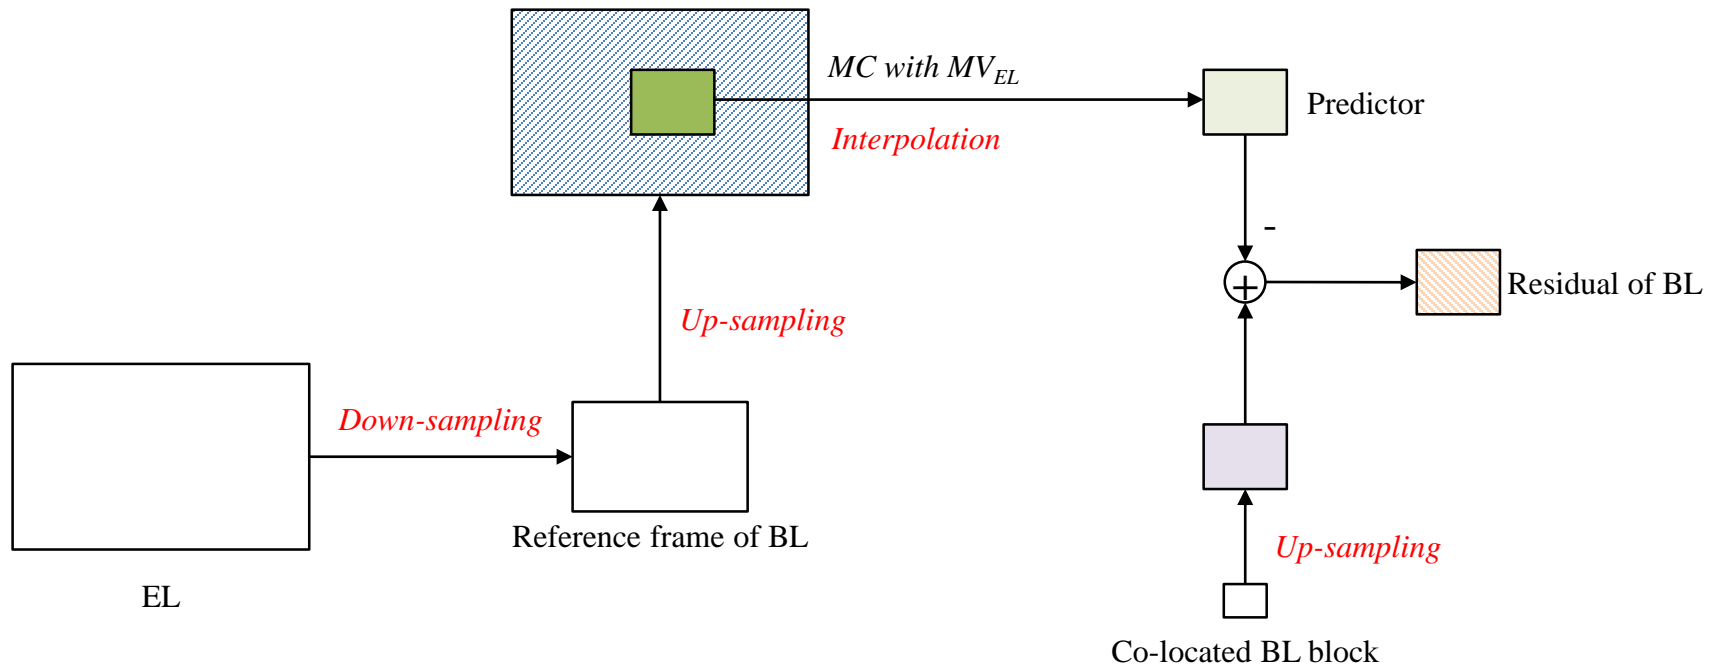 MC with MVEL
Predictor
Interpolation
-
+
Residual of BL
Up-sampling
Down-sampling
Reference frame of BL
Up-sampling
EL
Co-located BL block